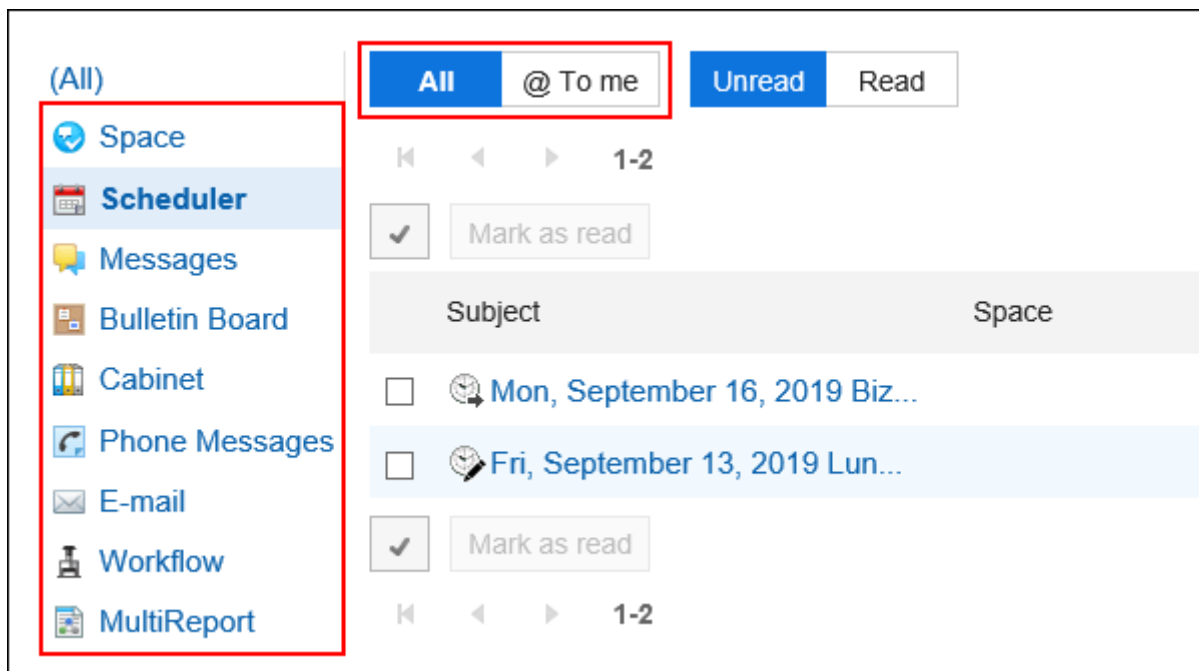 (All)
Space
Scheduler
Messages
Bulletin Board
Cabinet
Phone Messages
E-mail
Workflow
MultiReport
All @ To me Unread Read
1-2
Mark as read
Subject Space
Mon, September 16, 2019 Biz...
Fri, September 13, 2019 Lun...
Mark as read
1-2